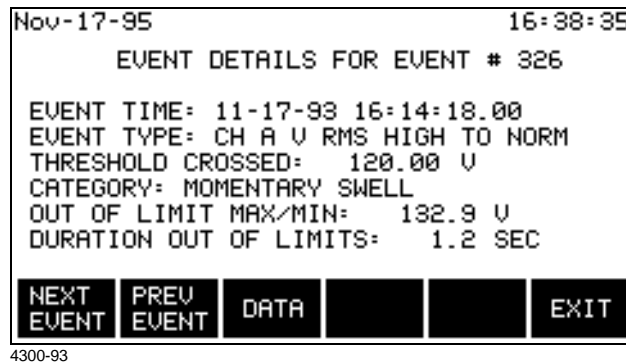 Nov-17-95 16:38:35
EVENT DETAILS FOR EVENT # 326
EVENT TIME: 11-17-93 16:14:18.00
EVENT TYPE: CH A V RMS HIGH TO NORM
THRESHOLD CROSSED: 120.00 V
CATEGORY: MOMENTARY SWELL
OUT OF LIMIT MAX/MIN: 132.9 V
DURATION OUT OF LIMITS: 1.2 SEC
NEXT EVENT PREV EVENT DATA EXIT
4300-93